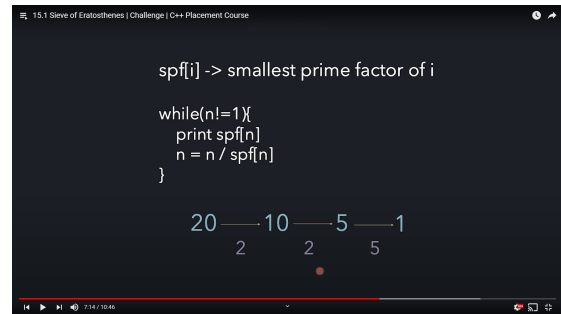 15.1 Sieve of Eratosthenes | Challenge | C++ Placement Course
spf[i] -> smallest prime factor of i
while(n!=1){
print spf[n]
n = n / spf[n]
}
20 → 10 → 5 → 1
2 2 5
7:14 / 10:46